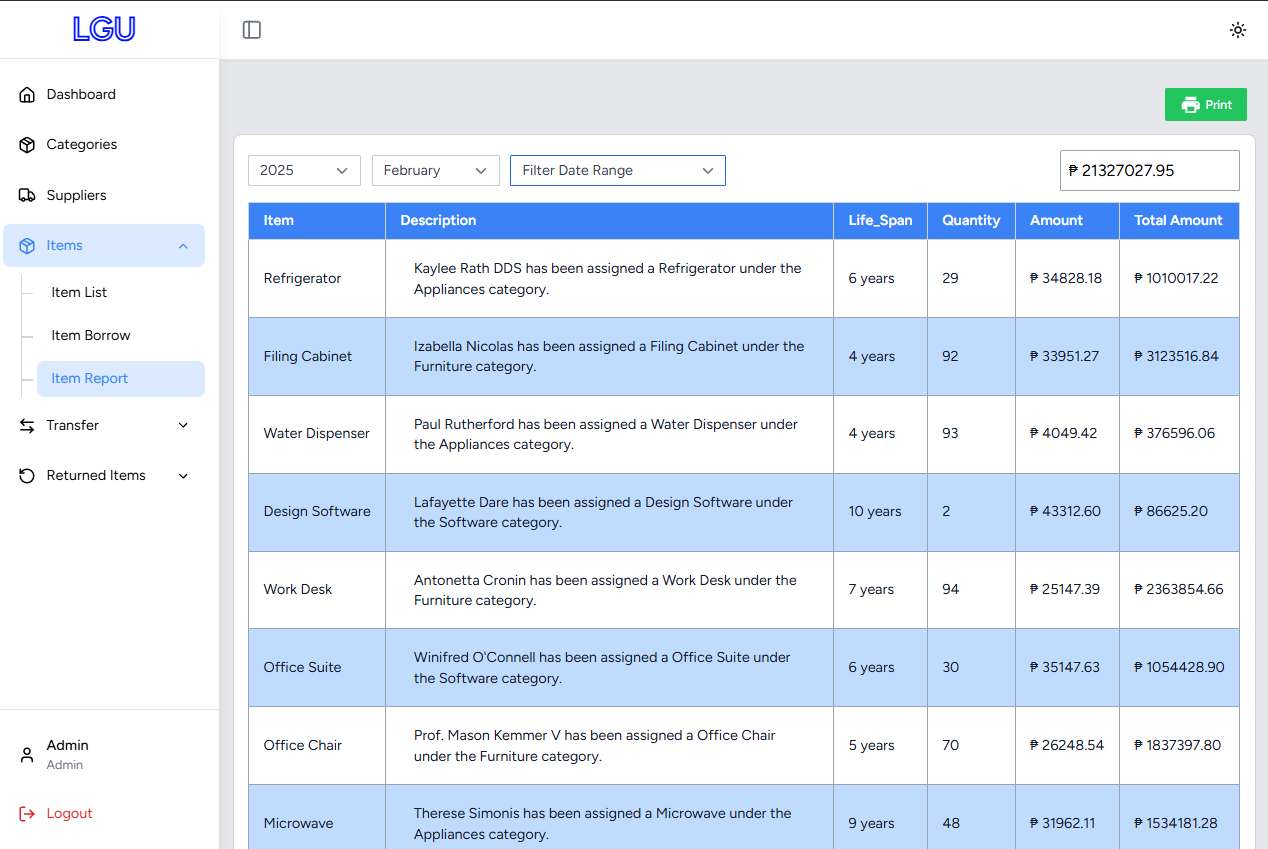 LGU
Dashboard
Categories
Suppliers
Items
Item List
Item Borrow
Item Report
Transfer
Returned Items
Admin
Admin
Logout
Print
2025 February Filter Date Range ₱ 21327027.95
Item Description Life_Span Quantity Amount Total Amount
Refrigerator Kaylee Rath DDS has been assigned a Refrigerator under the
Appliances category. 6 years 29 ₱ 34828.18 ₱ 1010017.22
Filing Cabinet Izabella Nicolas has been assigned a Filing Cabinet under the
Furniture category. 4 years 92 ₱ 33951.27 ₱ 3123516.84
Water Dispenser Paul Rutherford has been assigned a Water Dispenser under
the Appliances category. 4 years 93 ₱ 4049.42 ₱ 376596.06
Design Software Lafayette Dare has been assigned a Design Software under
the Software category. 10 years 2 ₱ 43312.60 ₱ 86625.20
Work Desk Antonetta Cronin has been assigned a Work Desk under the
Furniture category. 7 years 94 ₱ 25147.39 ₱ 2363854.66
Office Suite Winifred O'Connell has been assigned a Office Suite under
the Software category. 6 years 30 ₱ 35147.63 ₱ 1054428.90
Office Chair Prof. Mason Kemmer V has been assigned a Office Chair
under the Furniture category. 5 years 70 ₱ 26248.54 ₱ 1837397.80
Microwave Therese Simonis has been assigned a Microwave under the
Appliances category. 9 years 48 ₱ 31962.11 ₱ 1534181.28